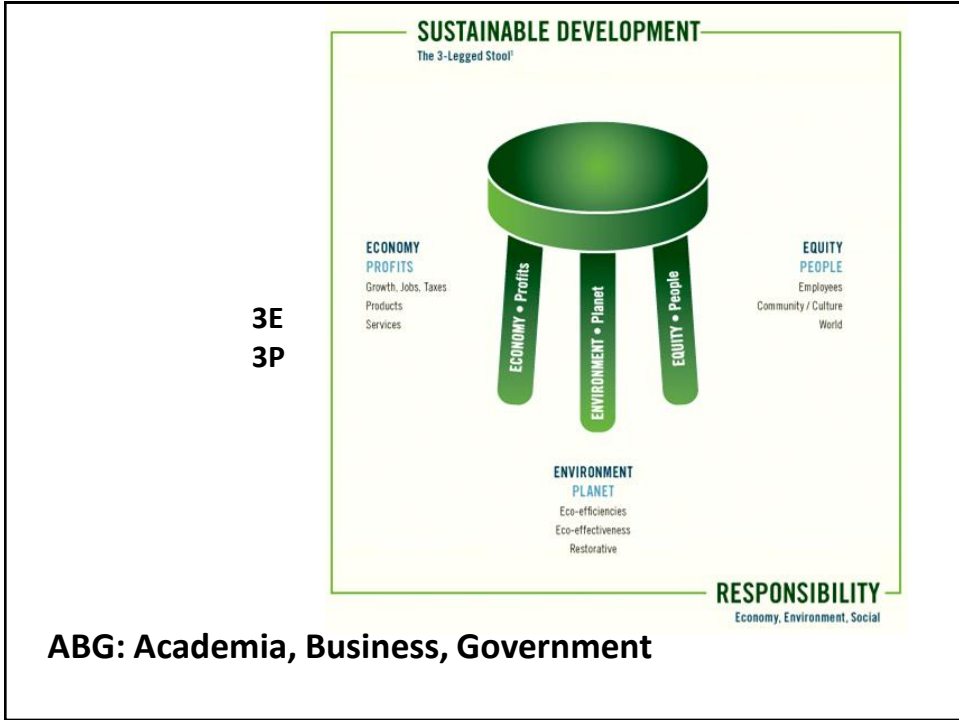 SUSTAINABLE DEVELOPMENT
The 3-Legged Stool¹
ECONOMY
PROFITS
Growth, Jobs, Taxes
Products
Services
3E
3P
ECONOMY • Profits
ENVIRONMENT • Planet
EQUITY • People
EQUITY
PEOPLE
Employees
Community / Culture
World
ENVIRONMENT
PLANET
Eco-efficiencies
Eco-effectiveness
Restorative
RESPONSIBILITY
Economy, Environment, Social
ABG: Academia, Business, Government